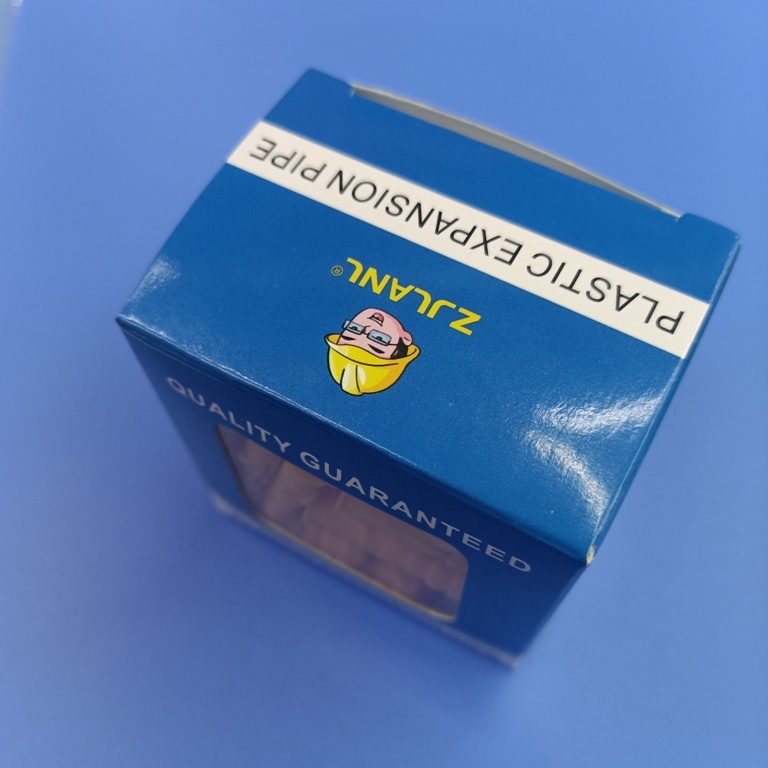 PLASTIC EXPANSION PIPE
ZJLANL®
QUALITY GUARANTEED